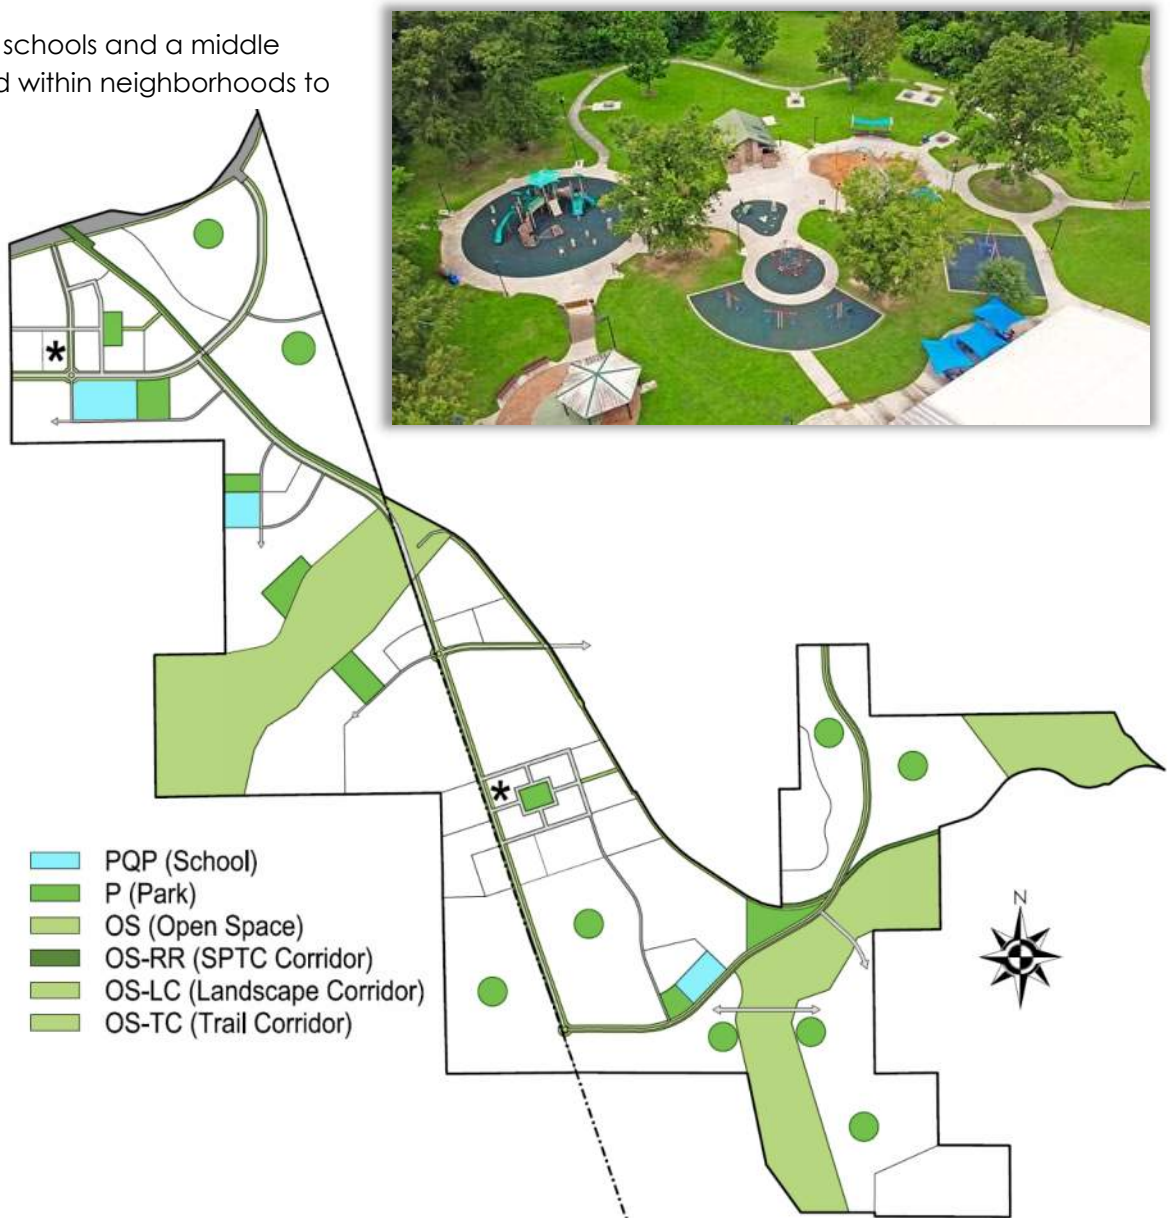 schools and a middle
d within neighborhoods to
*
*
PQP (School)
P (Park)
OS (Open Space)
OS-RR (SPTC Corridor)
OS-LC (Landscape Corridor)
OS-TC (Trail Corridor)
N